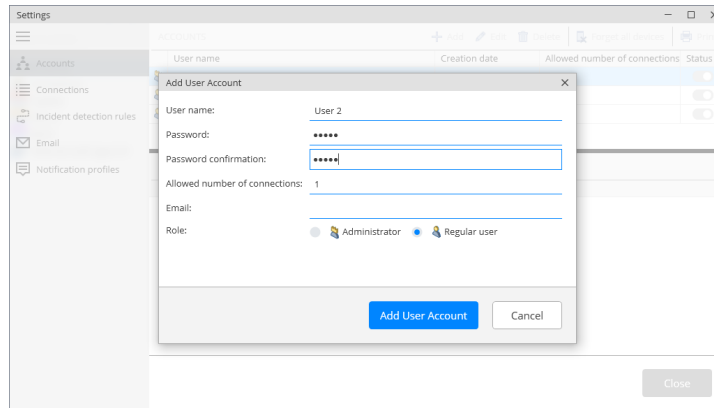 Settings
ACCOUNTS
Add
Edit
Delete
Forget all devices
Print
User name
Creation date
Allowed number of connections
Status
Accounts
Connections
Incident detection rules
Email
Notification profiles
Add User Account
User name:
User 2
Password:
•••••
Password confirmation:
•••••
Allowed number of connections:
1
Email:
Role:
Administrator
Regular user
Add User Account
Cancel
Close